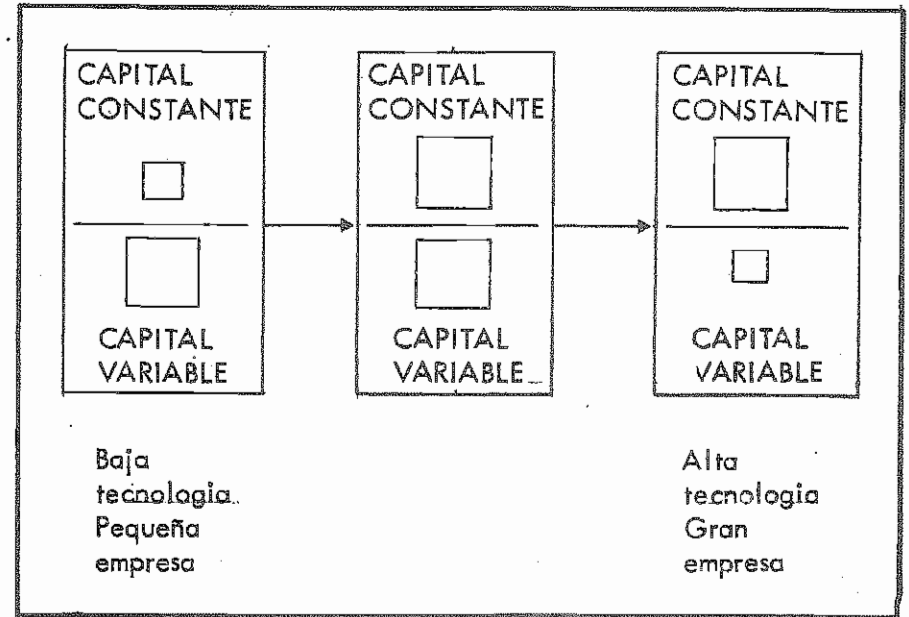 CAPITAL
CONSTANTE
CAPITAL
VARIABLE
Baja
tecnologia
Pequeña
empresa
CAPITAL
CONSTANTE
CAPITAL
VARIABLE
CAPITAL
CONSTANTE
CAPITAL
VARIABLE
Alta
tecnologia
Gran
empresa